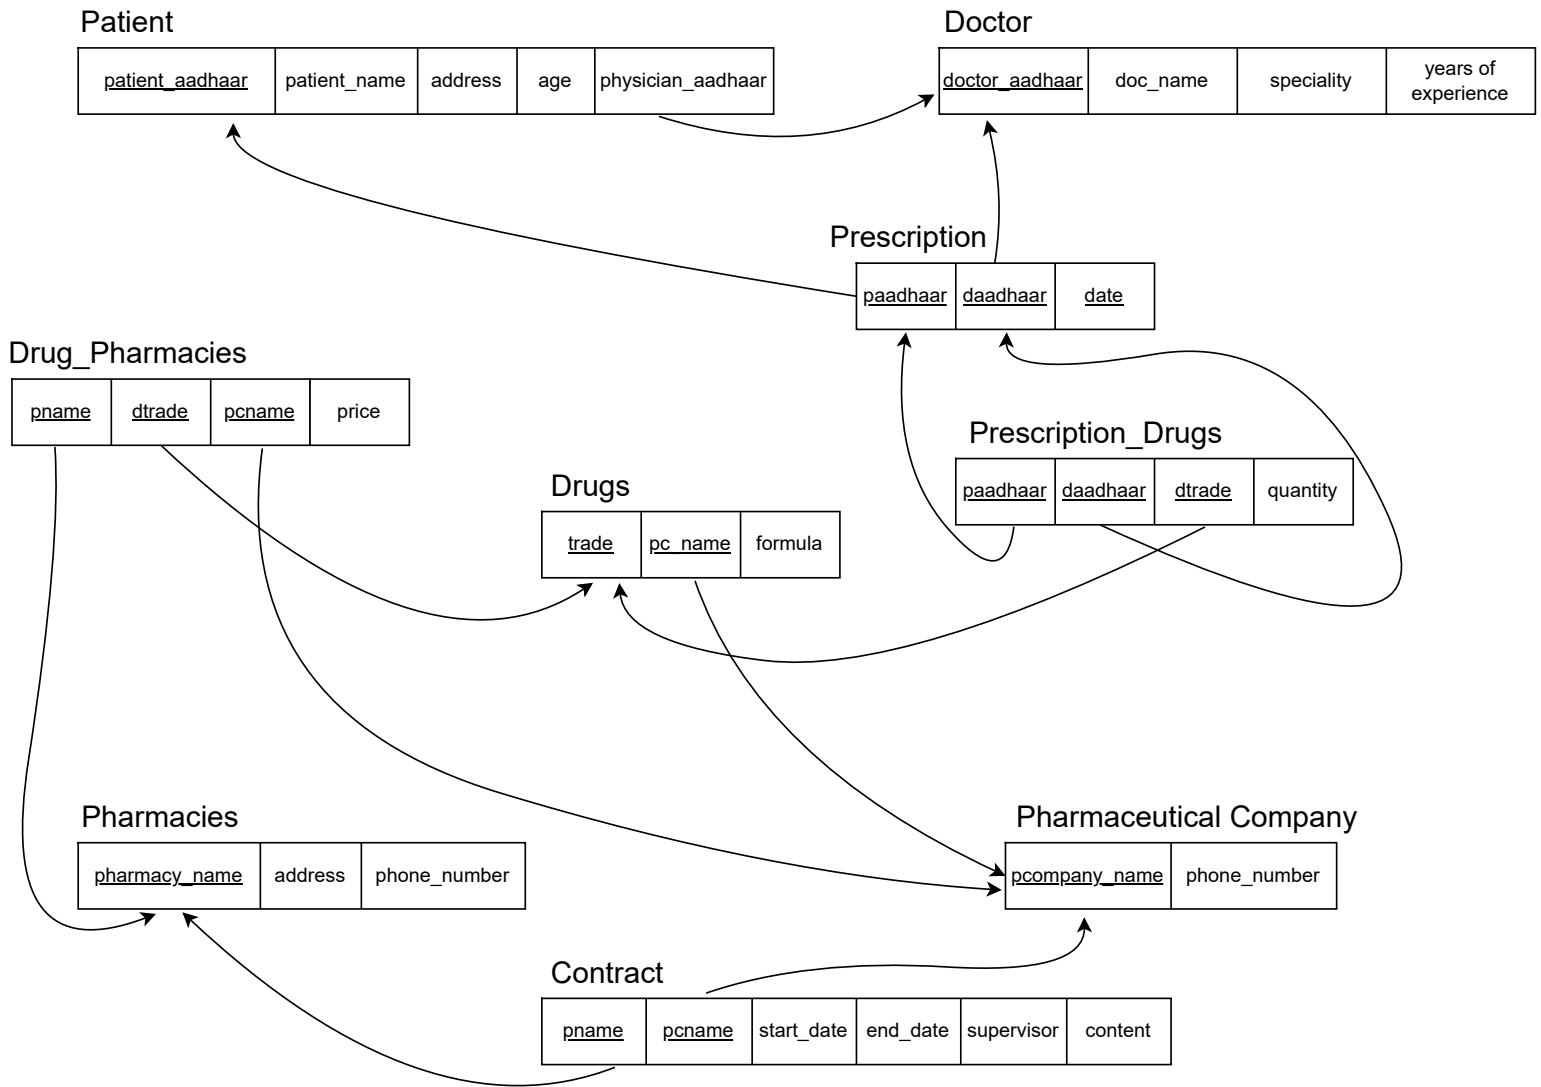 Patient
patient_aadhaar patient_name address age physician_aadhaar
Doctor
doctor_aadhaar doc_name speciality years of
experience
Prescription
paadhaar daadhaar date
Drug_Pharmacies
pname dtrade pcname price
Prescription_Drugs
paadhaar daadhaar dtrade quantity
Drugs
trade pc_name formula
Pharmacies
pharmacy_name address phone_number
Pharmaceutical Company
pcompany_name phone_number
Contract
pname pcname start_date end_date supervisor content